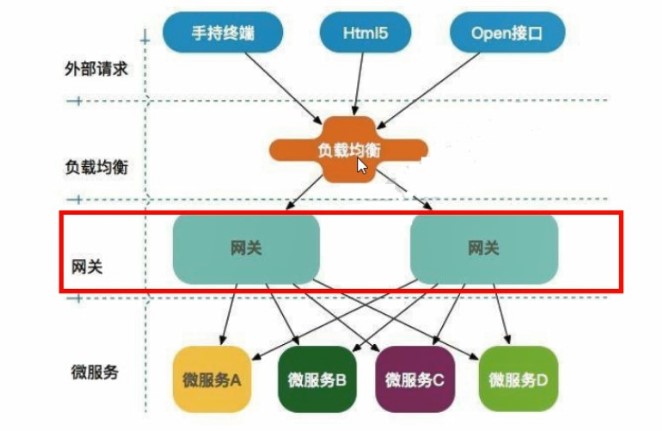 手持终端
Html5
Open接口
外部请求
负载均衡
负载均衡
网关
网关
网关
微服务
微服务A
微服务B
微服务C
微服务D